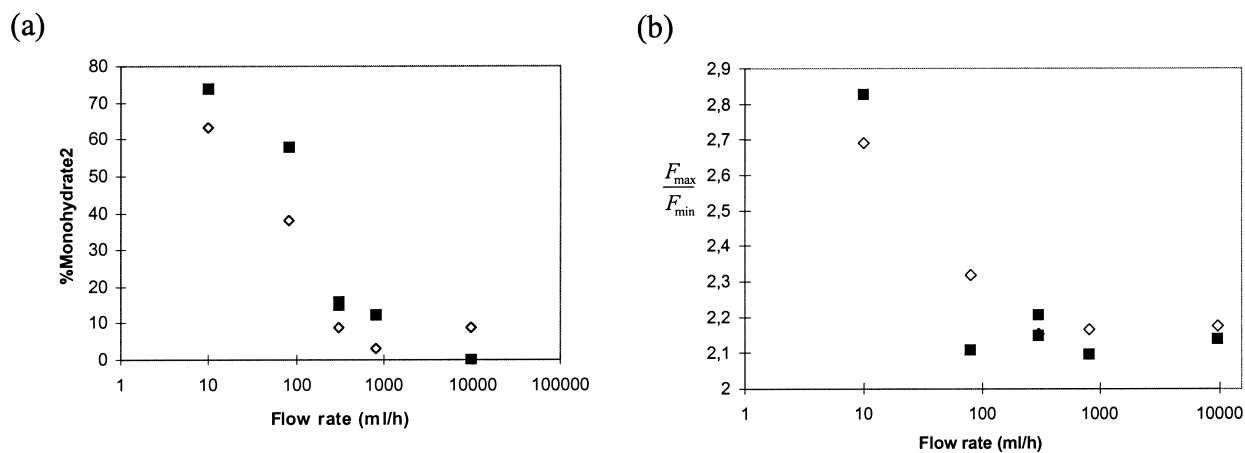 (a)
80
70
60
50
40
30
20
10
0
%Monohydrate2
1 10 100 1000 10000 100000
Flow rate (ml/h)
(b)
2,9
2,8
2,7
2,6
2,5
2,4
2,3
2,2
2,1
2
Fmax
Fmin
1 10 100 1000 10000
Flow rate (ml/h)